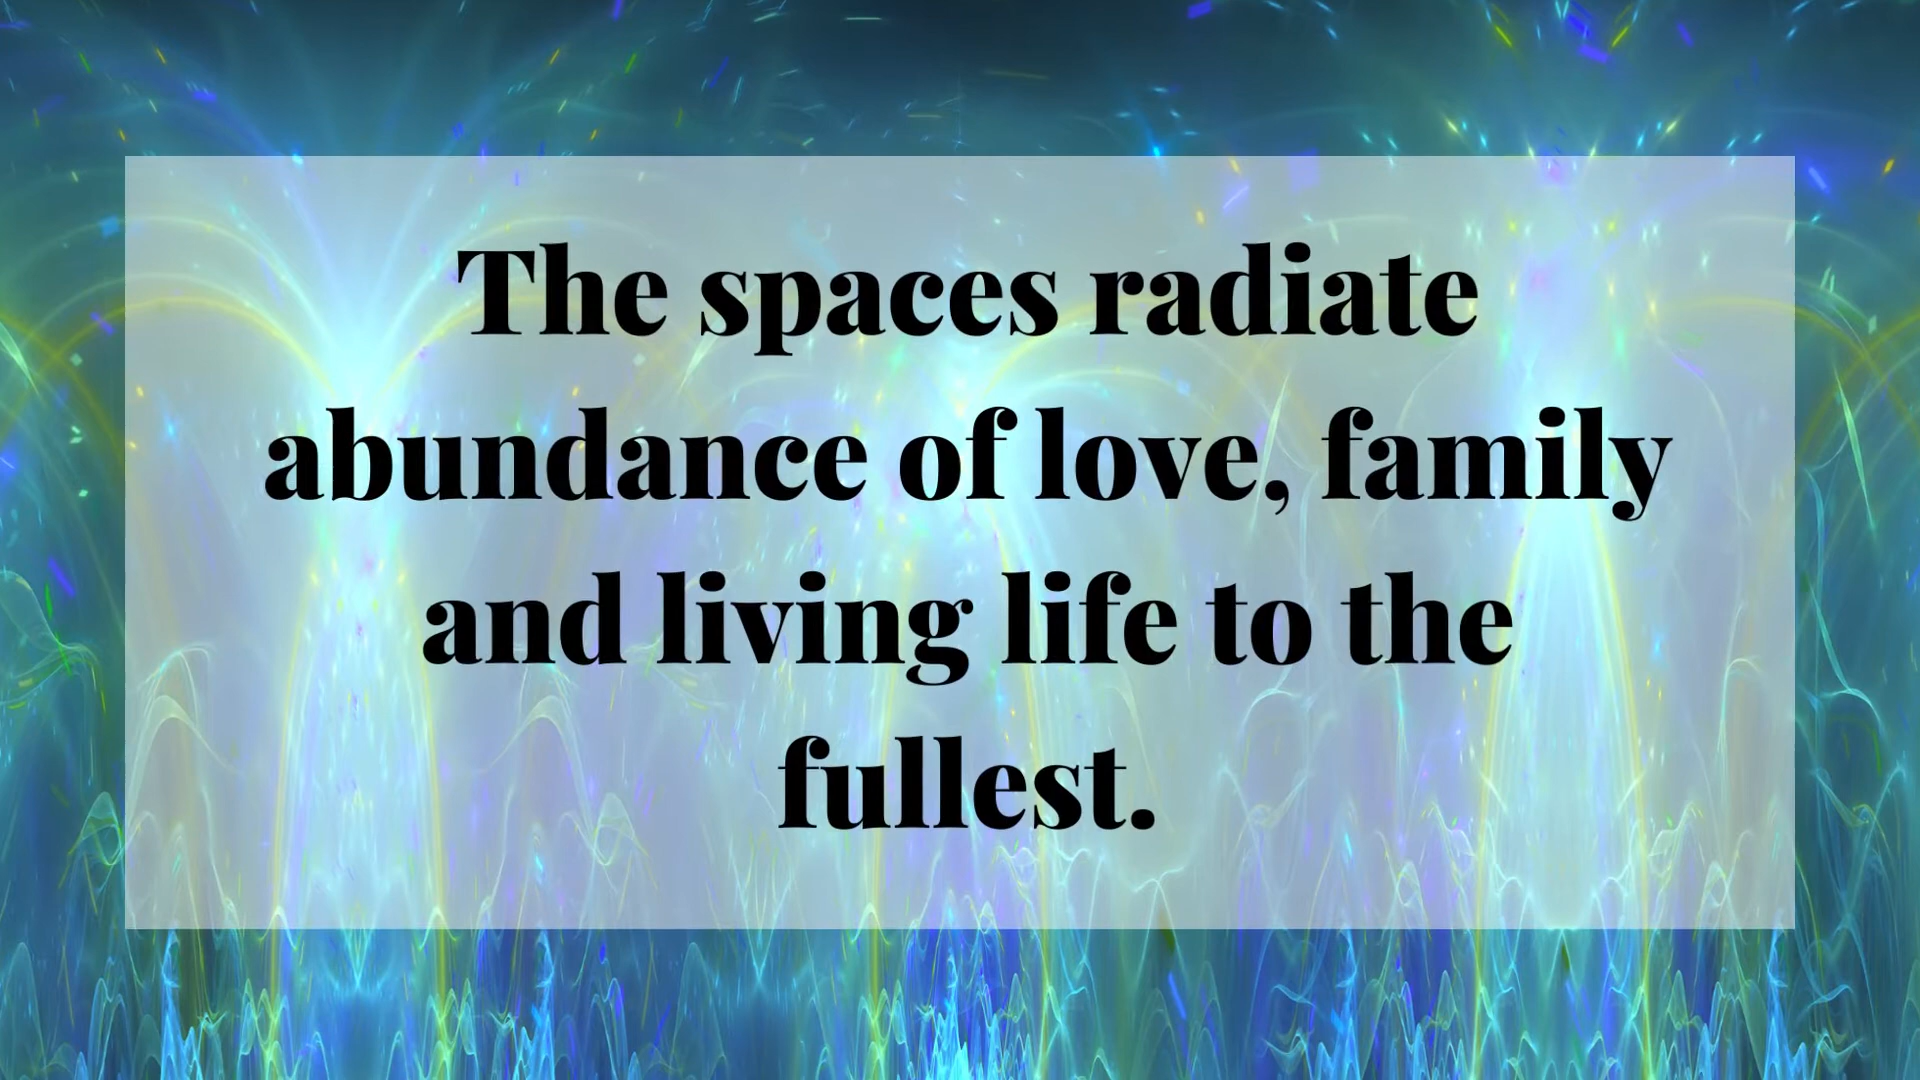 The spaces radiate
abundance of love, family
and living life to the
fullest.